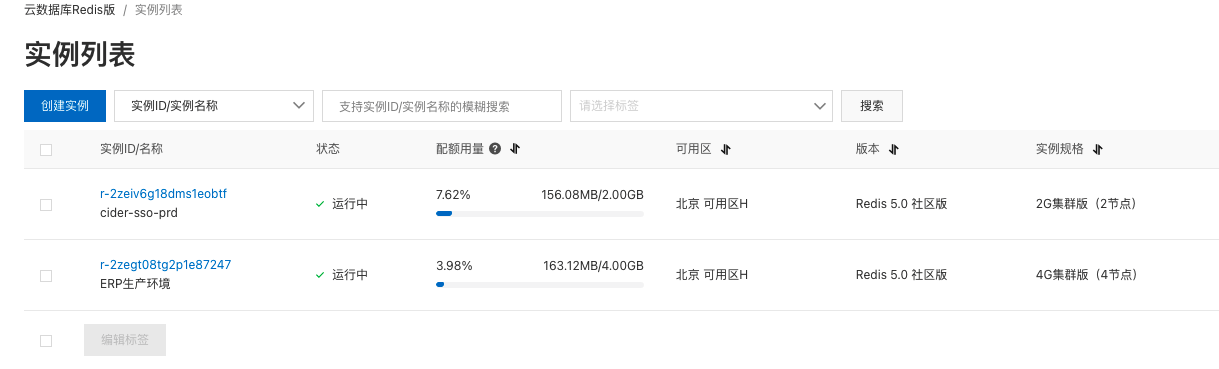 云数据库Redis版 / 实例列表
实例列表
创建实例 实例ID/实例名称 支持实例ID/实例名称的模糊搜索 请选择标签 搜索
实例ID/名称 状态 配额用量 可用区 版本 实例规格
r-2zeiv6g18dms1eobtf
cider-sso-prd
运行中
7.62% 156.08MB/2.00GB
北京 可用区H
Redis 5.0 社区版
2G集群版（2节点）
r-2zegt08tg2p1e87247
ERP生产环境
运行中
3.98% 163.12MB/4.00GB
北京 可用区H
Redis 5.0 社区版
4G集群版（4节点）
编辑标签